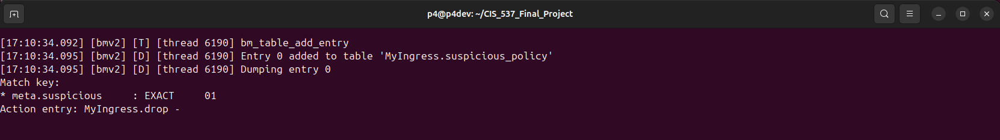 p4@p4dev: ~/CIS_537_Final_Project
[17:10:34.092] [bmv2] [T] [thread 6190] bm_table_add_entry
[17:10:34.095] [bmv2] [D] [thread 6190] Entry 0 added to table 'MyIngress.suspicious_policy'
[17:10:34.095] [bmv2] [D] [thread 6190] Dumping entry 0
Match key:
* meta.suspicious     : EXACT     01
Action entry: MyIngress.drop -